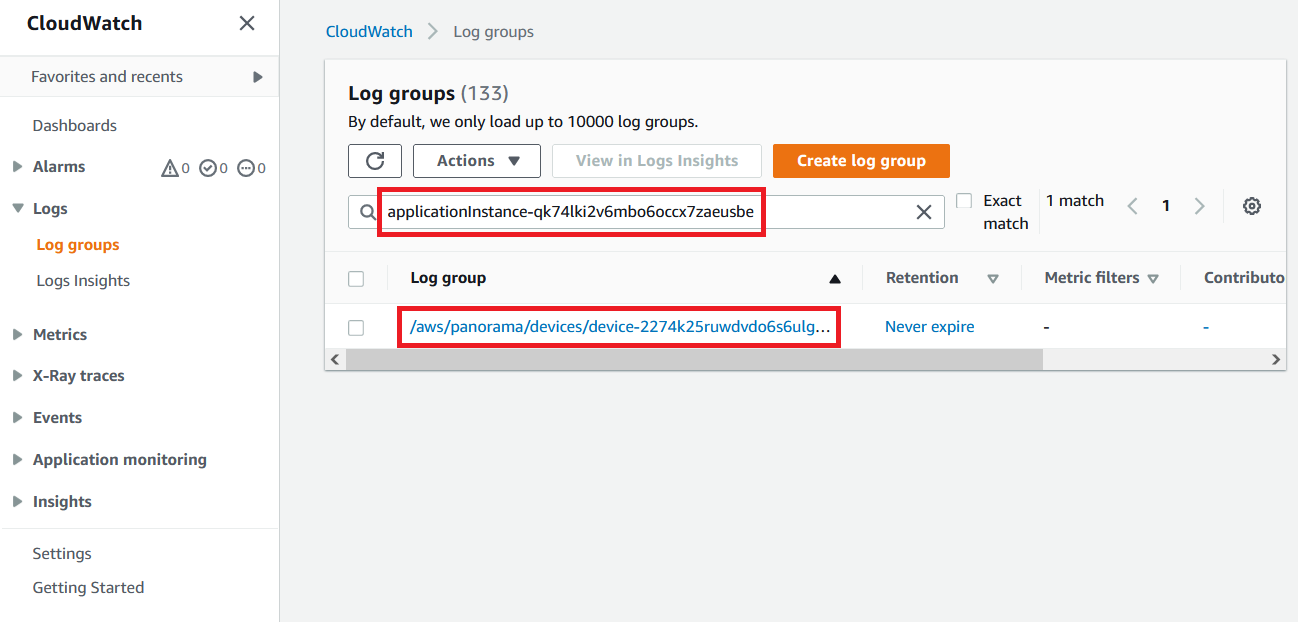 CloudWatch
Favorites and recents
Dashboards
Alarms 0 0 0
Logs
Log groups
Logs Insights
Metrics
X-Ray traces
Events
Application monitoring
Insights
Settings
Getting Started
CloudWatch Log groups
Log groups (133)
By default, we only load up to 10000 log groups.
Actions View in Logs Insights Create log group
applicationInstance-qk74lki2v6mbo6occx7zaeusbe
Exact match
1 match 1
Log group Retention Metric filters Contributo
/aws/panorama/devices/device-2274k25ruwdvdo6s6ulg... Never expire - -